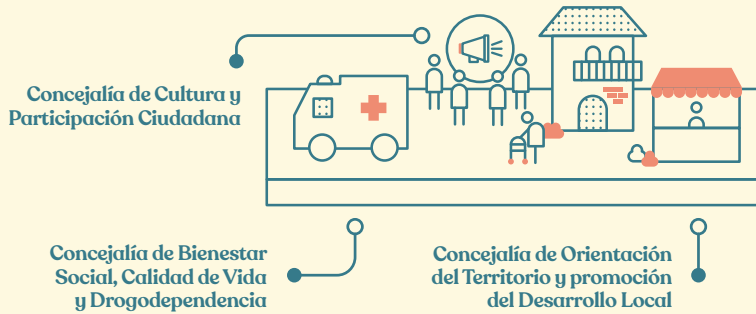 Concejalía de Cultura y
Participación Ciudadana
Concejalía de Bienestar
Social, Calidad de Vida
y Drogodependencia
Concejalía de Orientación
del Territorio y promoción
del Desarrollo Local